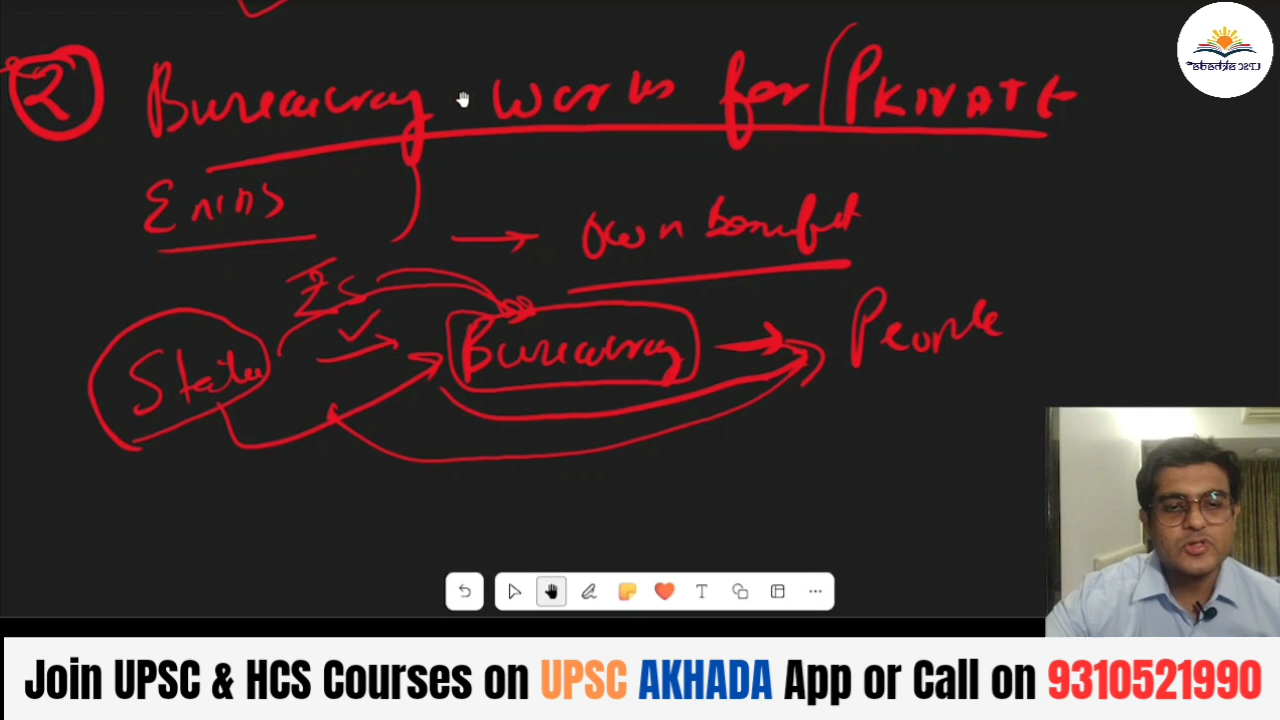 2 Bureaucracy works for (PRIVATE
Ends → Own benefit
₹s
State → Bureaucracy → People
T
Join UPSC & HCS Courses on UPSC AKHADA App or Call on 9310521990